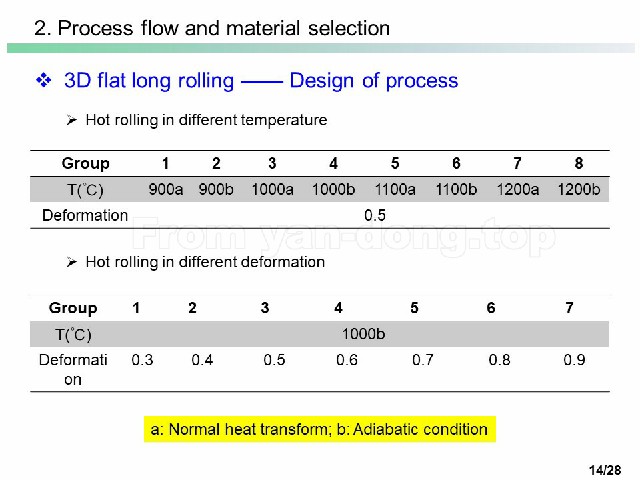 2. Process flow and material selection
❖ 3D flat long rolling —— Design of process
➢ Hot rolling in different temperature
Group 1 2 3 4 5 6 7 8
T(°C) 900a 900b 1000a 1000b 1100a 1100b 1200a 1200b
Deformation 0.5
From yan-dong.top
➢ Hot rolling in different deformation
Group 1 2 3 4 5 6 7
T(°C) 1000b
Deformati 0.3 0.4 0.5 0.6 0.7 0.8 0.9
on
a: Normal heat transform; b: Adiabatic condition
14/28